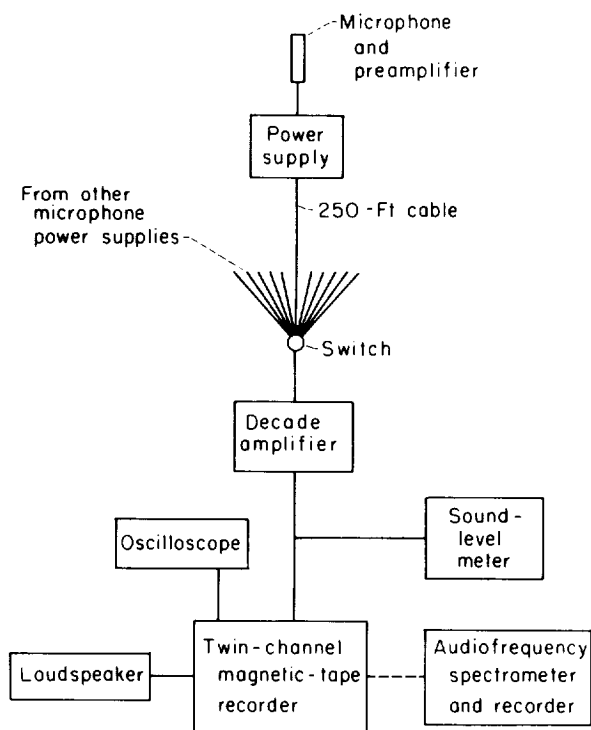 Microphone
and
preamplifier
Power
supply
From other
microphone
power supplies
250-Ft cable
Switch
Decade
amplifier
Sound-
level
meter
Oscilloscope
Loudspeaker
Twin-channel
magnetic-tape
recorder
Audiofrequency
spectrometer
and recorder